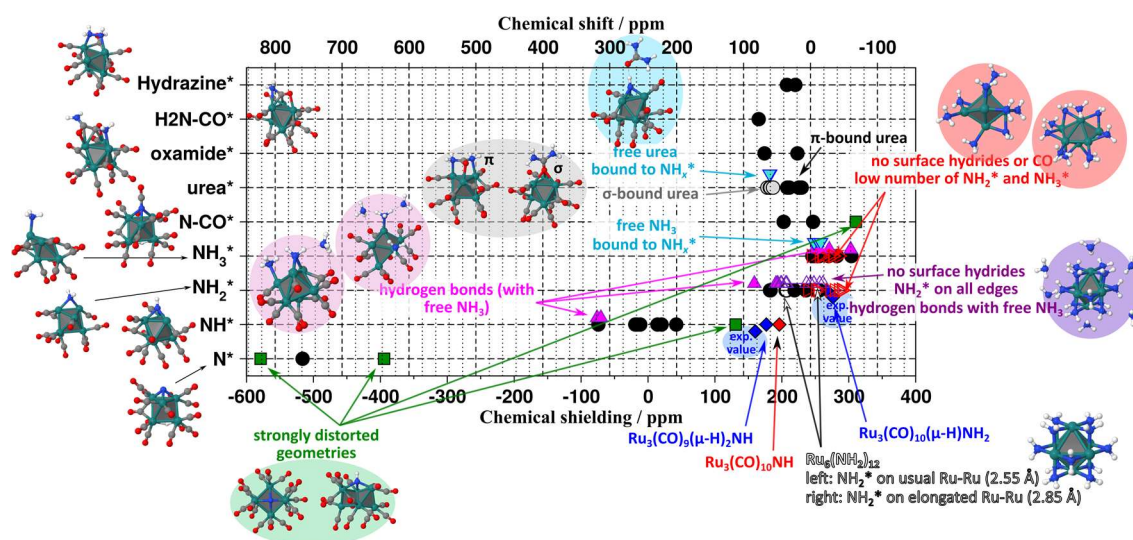 Chemical shift / ppm
800 700 600 500 400 300 200 100 0 -100
Hydrazine*
H2N-CO*
oxamide*
urea*
N-CO*
NH3*
NH2*
NH*
N*
π
σ
free urea
bound to NHx*
π-bound urea
σ-bound urea
no surface hydrides or CO
low number of NH2* and NH3*
free NH3
bound to NHx*
hydrogen bonds (with
free NH3)
no surface hydrides
NH2* on all edges
hydrogen bonds with free NH3
exp.
value
exp.
value
-600 -500 -400 -300 -200 -100 0 100 200 300 400
Chemical shielding / ppm
strongly distorted
geometries
Ru3(CO)9(μ-H)2NH
Ru3(CO)10NH
Ru3(CO)10(μ-H)NH2
Ru6(NH2)12
left: NH2* on usual Ru-Ru (2.55 Å)
right: NH2* on elongated Ru-Ru (2.85 Å)